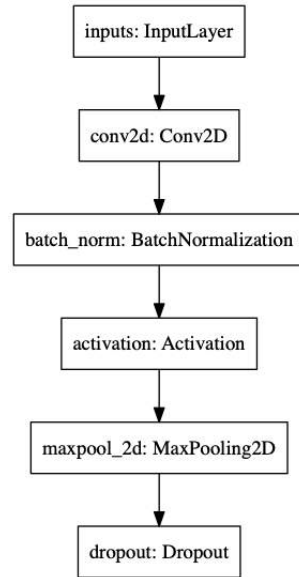 inputs: InputLayer
conv2d: Conv2D
batch_norm: BatchNormalization
activation: Activation
maxpool_2d: MaxPooling2D
dropout: Dropout